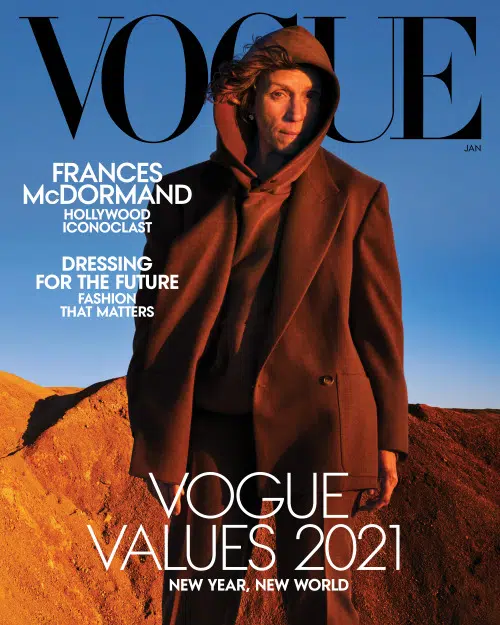 VOGUE
JAN
FRANCES
McDORMAND
HOLLYWOOD
ICONOCLAST
DRESSING
FOR THE FUTURE
FASHION
THAT MATTERS
VOGUE
VALUES 2021
NEW YEAR, NEW WORLD